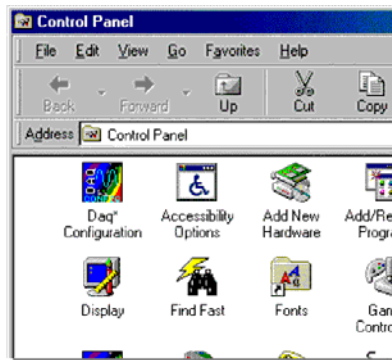 Control Panel
File Edit View Go Favorites Help
Back Forward Up Cut Copy
Address Control Panel
Daq* Accessibility Add New Add/Re
Configuration Options Hardware Progra
Display Find Fast Fonts Gam
Contro